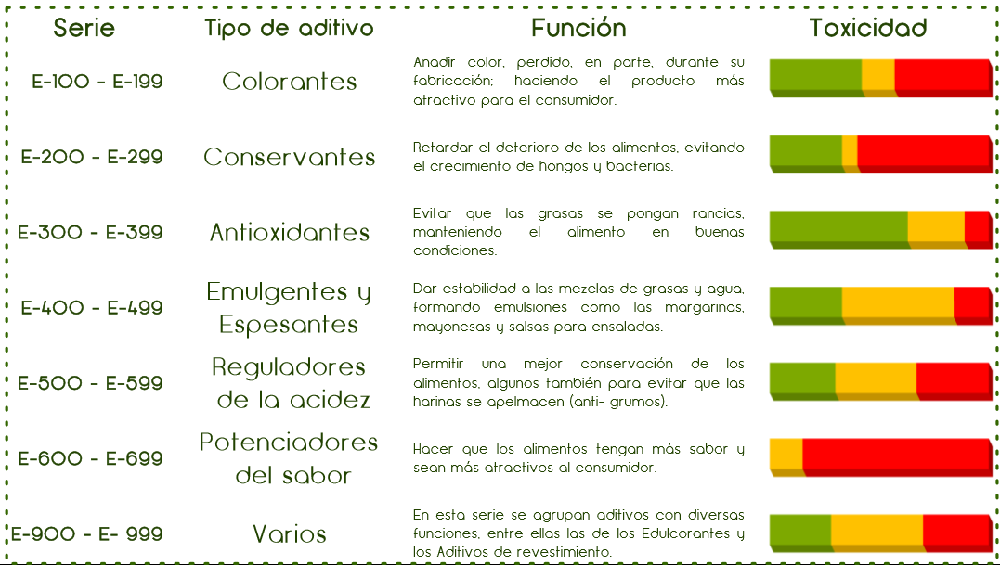 Serie Tipo de aditivo Función Toxicidad
E-100 - E-199
Colorantes
Añadir color, perdido, en parte, durante su
fabricación; haciendo el producto más
atractivo para el consumidor.
E-200 - E-299
Conservantes
Retardar el deterioro de los alimentos, evitando
el crecimiento de hongos y bacterias.
E-300 - E-399
Antioxidantes
Evitar que las grasas se pongan rancias,
manteniendo el alimento en buenas
condiciones.
E-400 - E-499
Emulgentes y
Espesantes
Dar estabilidad a las mezclas de grasas y agua,
formando emulsiones como las margarinas,
mayonesas y salsas para ensaladas.
E-500 - E-599
Reguladores
de la acidez
Permitir una mejor conservación de los
alimentos, algunos también para evitar que las
harinas se apelmacen (anti- grumos).
E-600 - E-699
Potenciadores
del sabor
Hacer que los alimentos tengan más sabor y
sean más atractivos al consumidor.
E-900 - E- 999
Varios
En esta serie se agrupan aditivos con diversas
funciones, entre ellas las de los Edulcorantes y
los Aditivos de revestimiento.